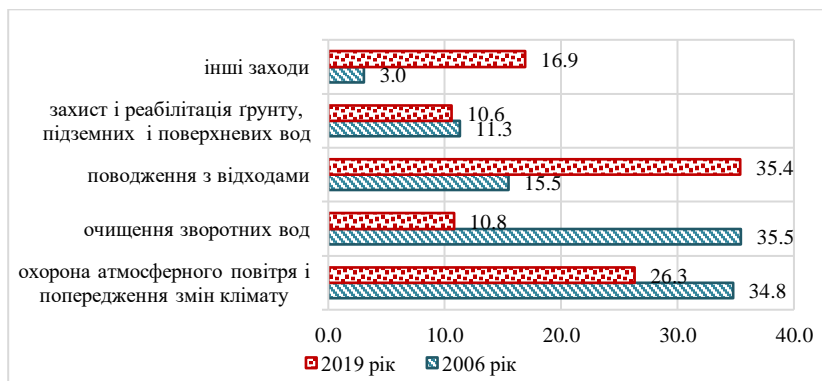 інші заходи
16.9
3.0
захист і реабілітація ґрунту,
підземних і поверхневих вод
10.6
11.3
поводження з відходами
35.4
15.5
очищення зворотних вод
10.8
35.5
охорона атмосферного повітря і
попередження змін клімату
26.3
34.8
0.0 10.0 20.0 30.0 40.0
2019 рік 2006 рік